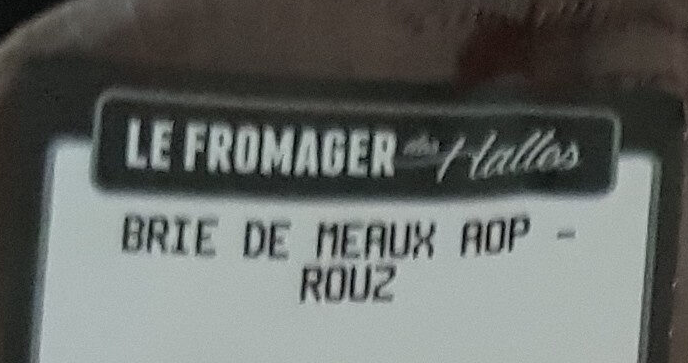 LE FROMAGER des Halles
BRIE DE MEAUX AOP -
ROUZ